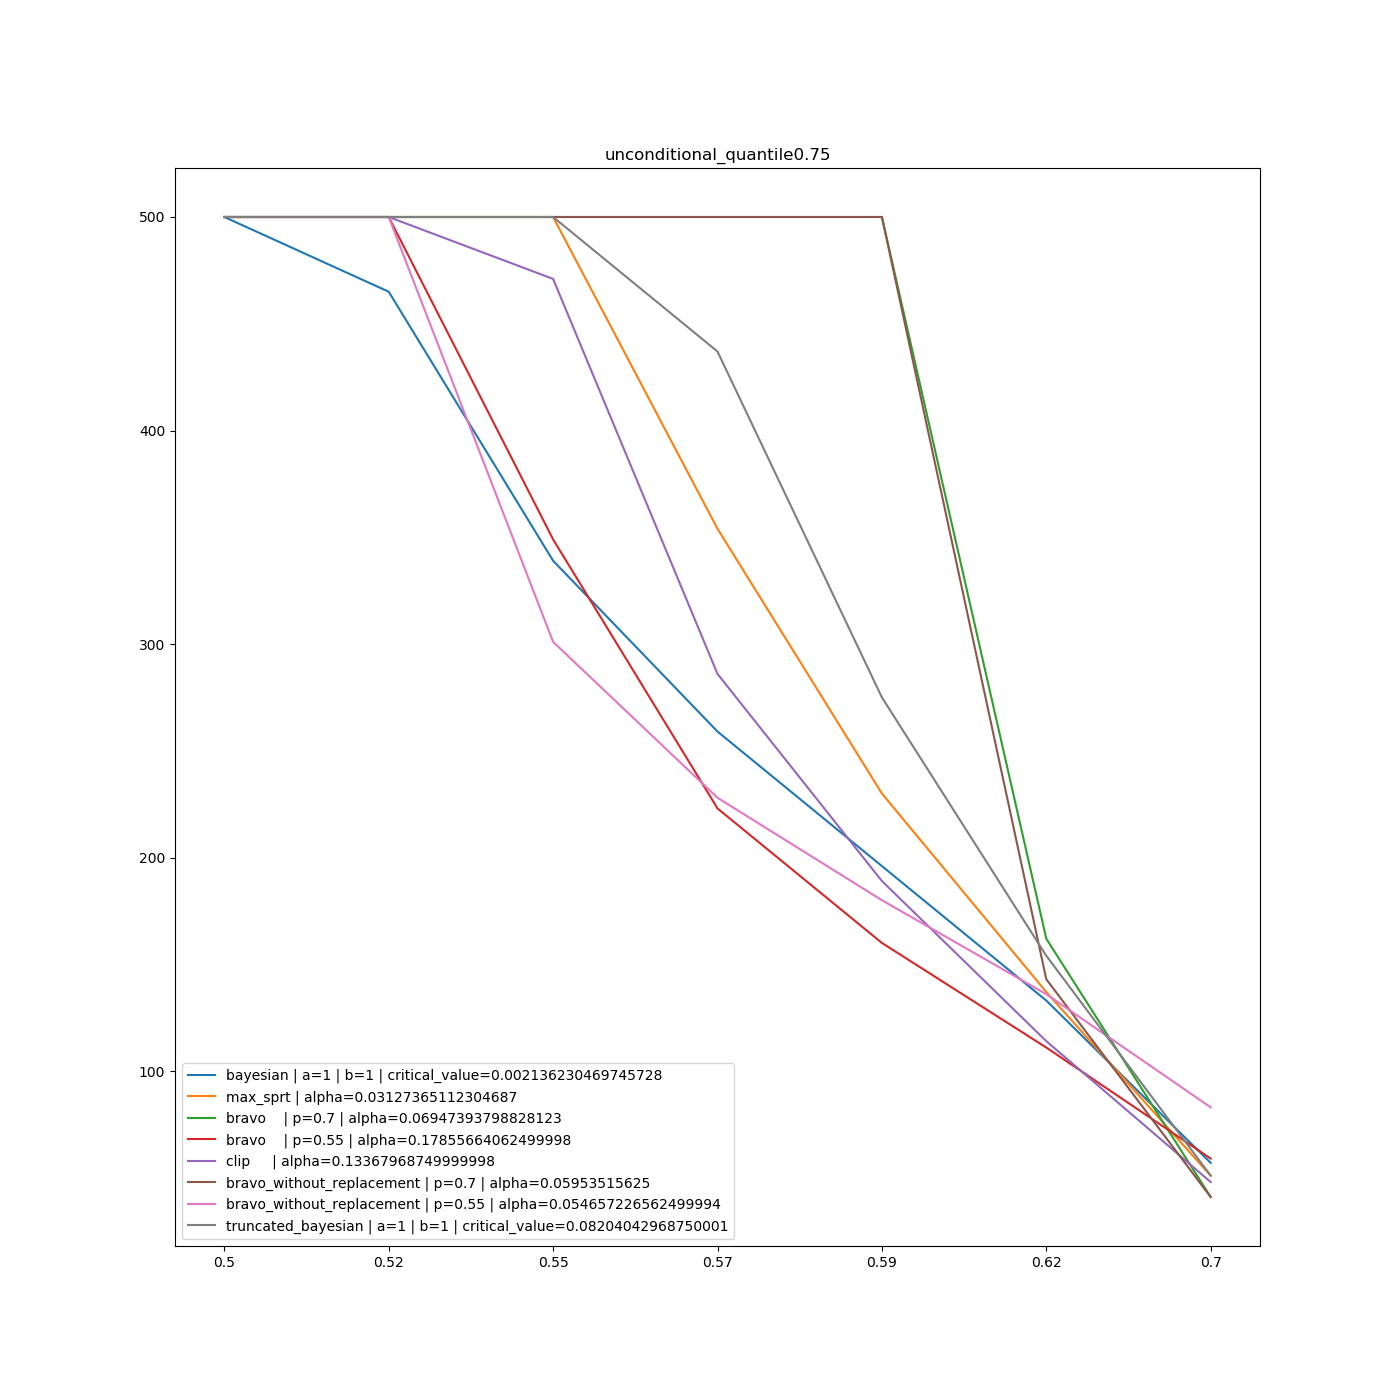 unconditional_quantile0.75
500
400
300
200
100
bayesian | a=1 | b=1 | critical_value=0.002136230469745728
max_sprt | alpha=0.03127365112304687
bravo    | p=0.7 | alpha=0.06947393798828123
bravo    | p=0.55 | alpha=0.17855664062499998
clip     | alpha=0.13367968749999998
bravo_without_replacement | p=0.7 | alpha=0.05953515625
bravo_without_replacement | p=0.55 | alpha=0.054657226562499994
truncated_bayesian | a=1 | b=1 | critical_value=0.08204042968750001
0.5 0.52 0.55 0.57 0.59 0.62 0.7